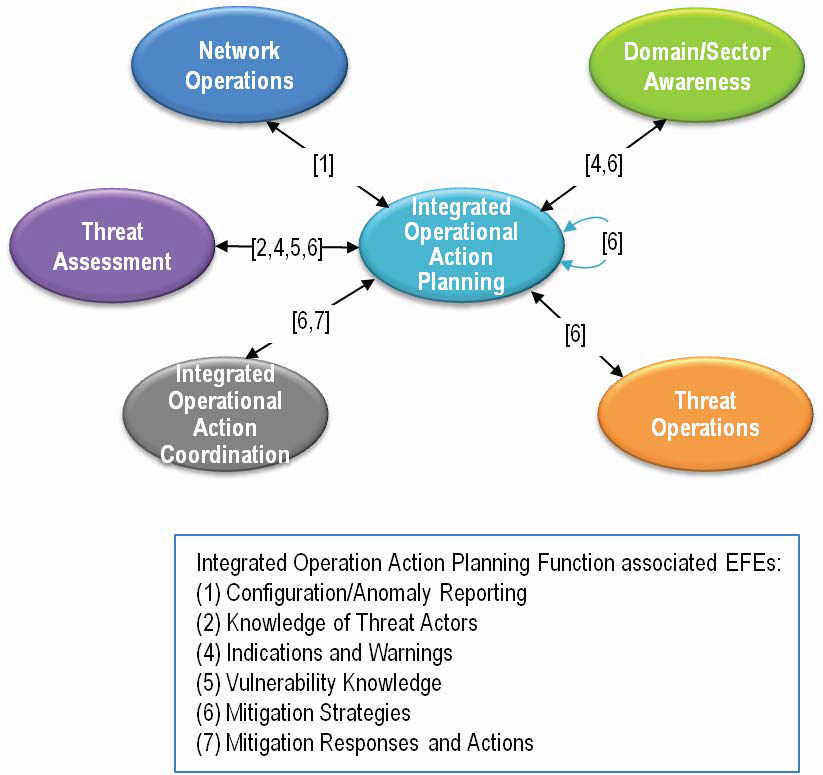 Network
Operations
Domain/Sector
Awareness
[1]
[4,6]
Threat
Assessment
[2,4,5,6]
Integrated
Operational
Action
Planning
[6]
[6,7]
[6]
Integrated
Operational
Action
Coordination
Threat
Operations
Integrated Operation Action Planning Function associated EFEs:
(1) Configuration/Anomaly Reporting
(2) Knowledge of Threat Actors
(4) Indications and Warnings
(5) Vulnerability Knowledge
(6) Mitigation Strategies
(7) Mitigation Responses and Actions